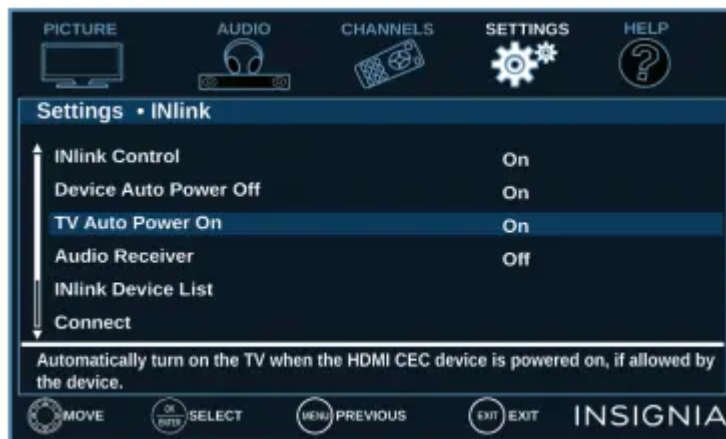 PICTURE AUDIO CHANNELS SETTINGS HELP
Settings • INlink
INlink Control On
Device Auto Power Off On
TV Auto Power On On
Audio Receiver Off
INlink Device List
Connect
Automatically turn on the TV when the HDMI CEC device is powered on, if allowed by
the device.
MOVE OK ENTER SELECT MENU PREVIOUS EXIT EXIT INSIGNIA